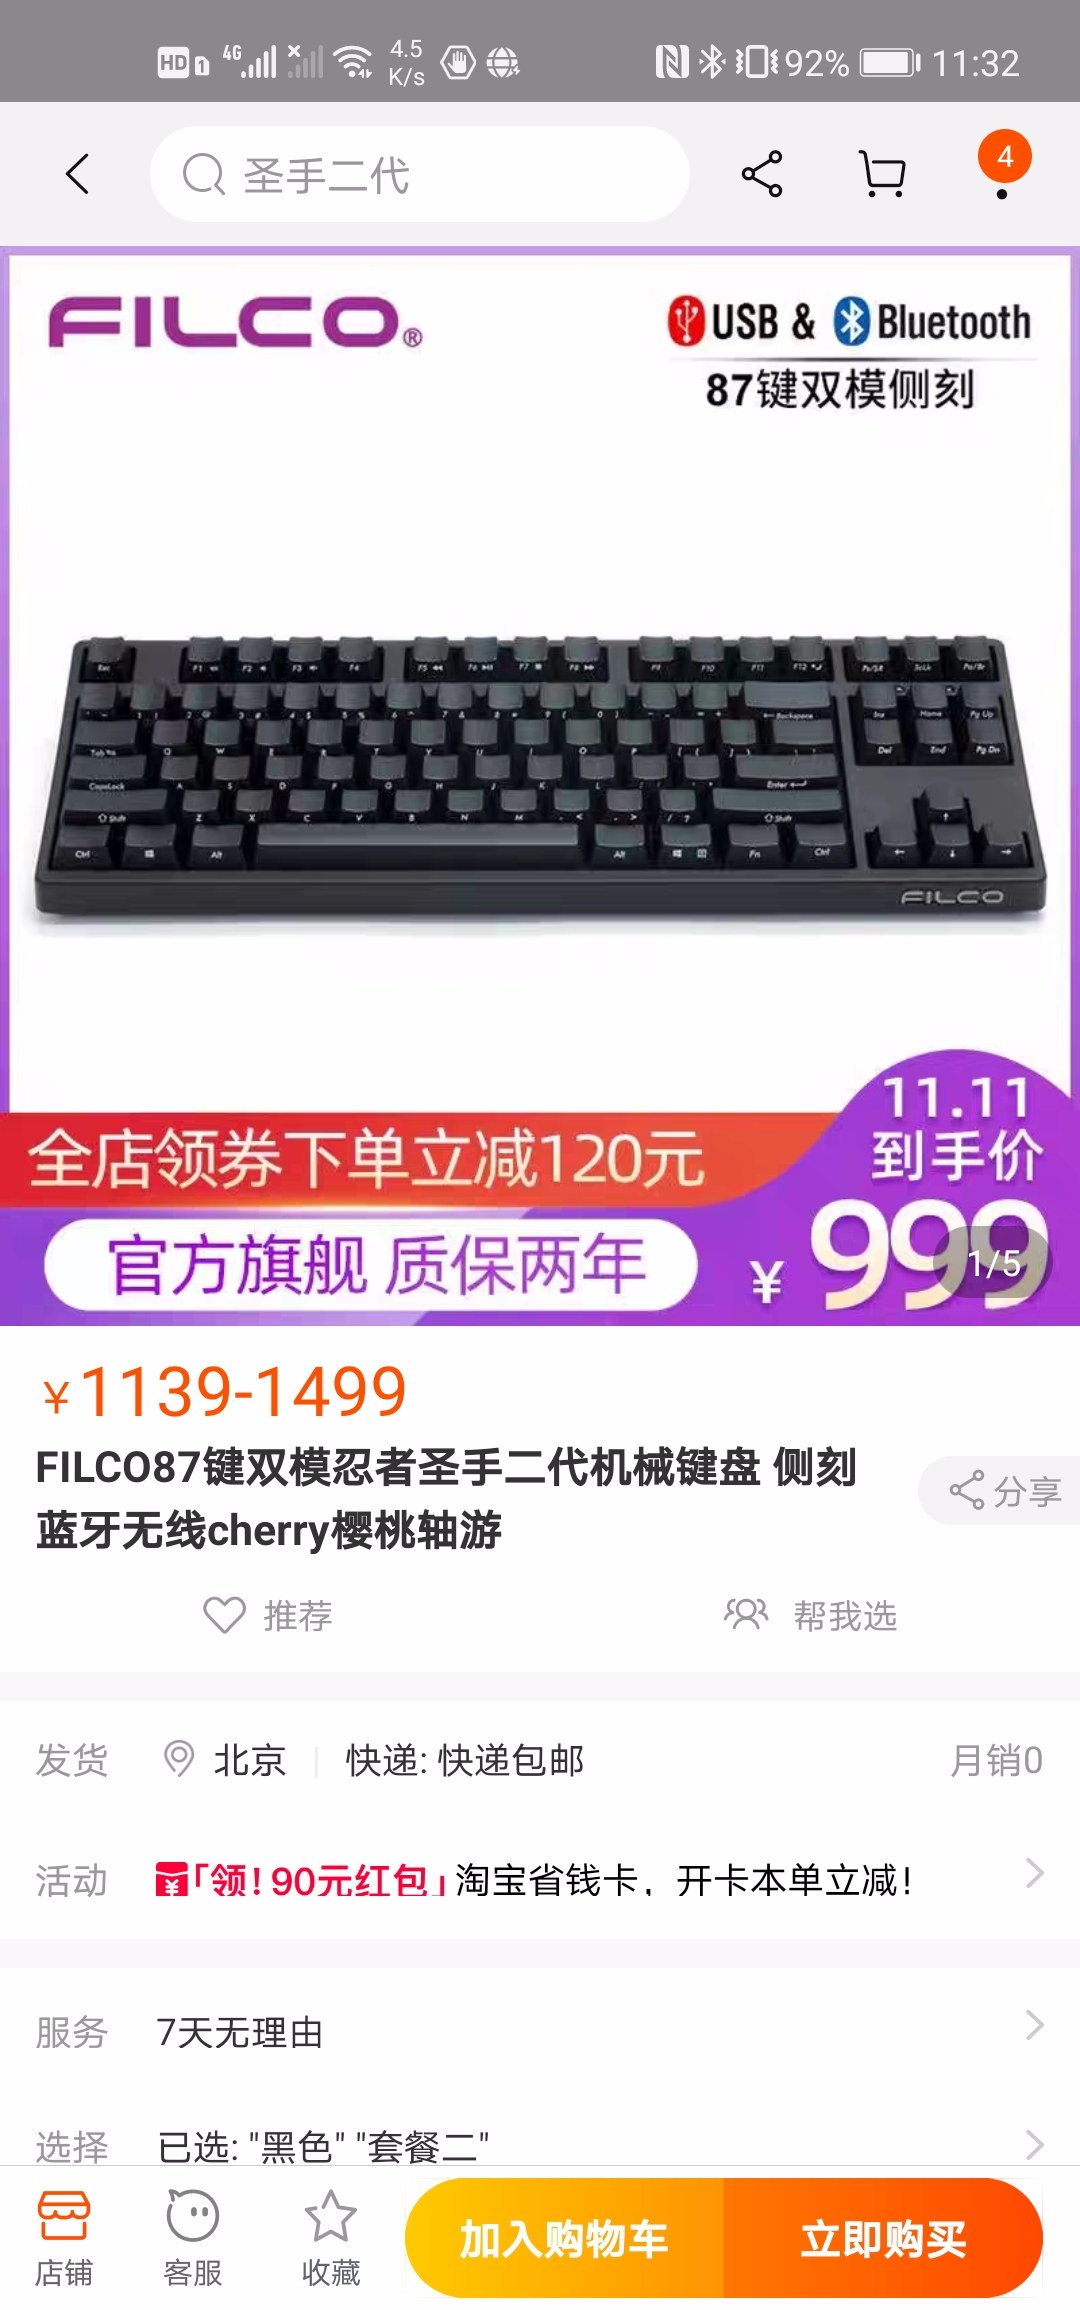 HD 1 4G 4.5 K/s 92% 11:32
圣手二代
4
FILCO®
USB & Bluetooth
87键双模侧刻
FILCO
11.11
到手价
全店领券下单立减120元
官方旗舰 质保两年
¥ 999
1/5
¥1139-1499
FILCO87键双模忍者圣手二代机械键盘 侧刻
蓝牙无线cherry樱桃轴游
分享
推荐
帮我选
发货 北京 快递: 快递包邮 月销0
活动 「领! 90元红包」淘宝省钱卡，开卡本单立减!
服务 7天无理由
选择 已选: "黑色" "套餐二"
店铺 客服 收藏 加入购物车 立即购买